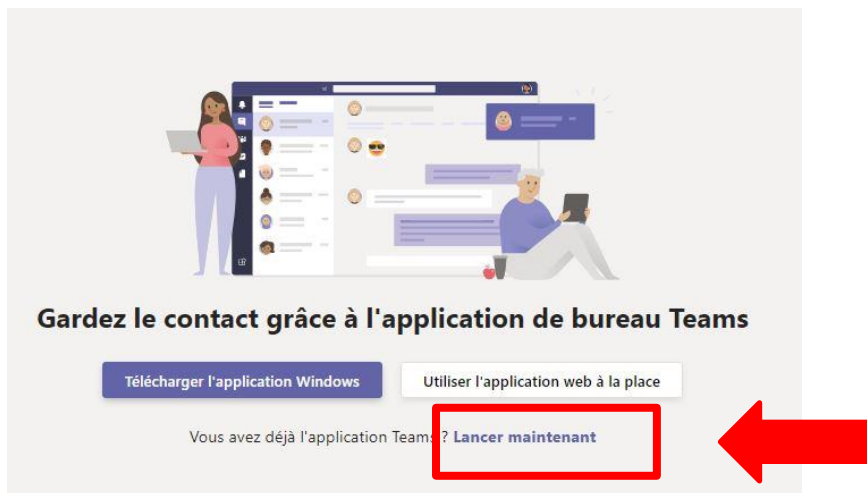 Gardez le contact grâce à l'application de bureau Teams
Télécharger l'application Windows
Utiliser l'application web à la place
Vous avez déjà l'application Teams ? Lancer maintenant